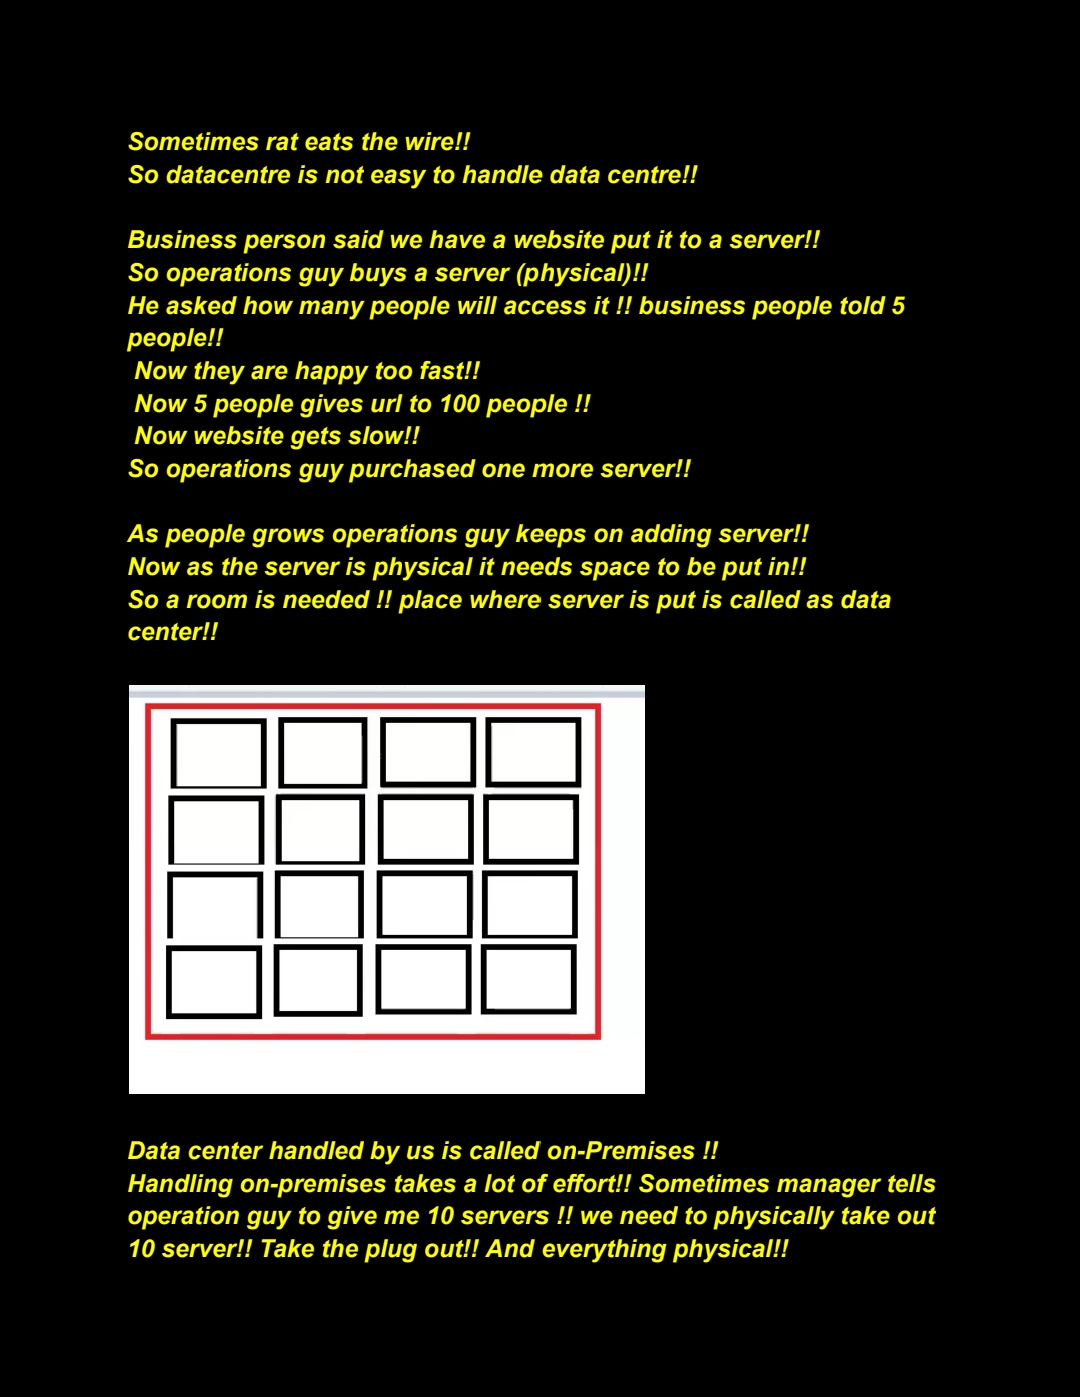 Sometimes rat eats the wire!!
So datacentre is not easy to handle data centre!!
Business person said we have a website put it to a server!!
So operations guy buys a server (physical)!!
He asked how many people will access it !! business people told 5
people!!
Now they are happy too fast!!
Now 5 people gives url to 100 people !!
Now website gets slow!!
So operations guy purchased one more server!!
As people grows operations guy keeps on adding server!!
Now as the server is physical it needs space to be put in!!
So a room is needed !! place where server is put is called as data
center!!
Data center handled by us is called on-Premises !!
Handling on-premises takes a lot of effort!! Sometimes manager tells
operation guy to give me 10 servers !! we need to physically take out
10 server!! Take the plug out!! And everything physical!!